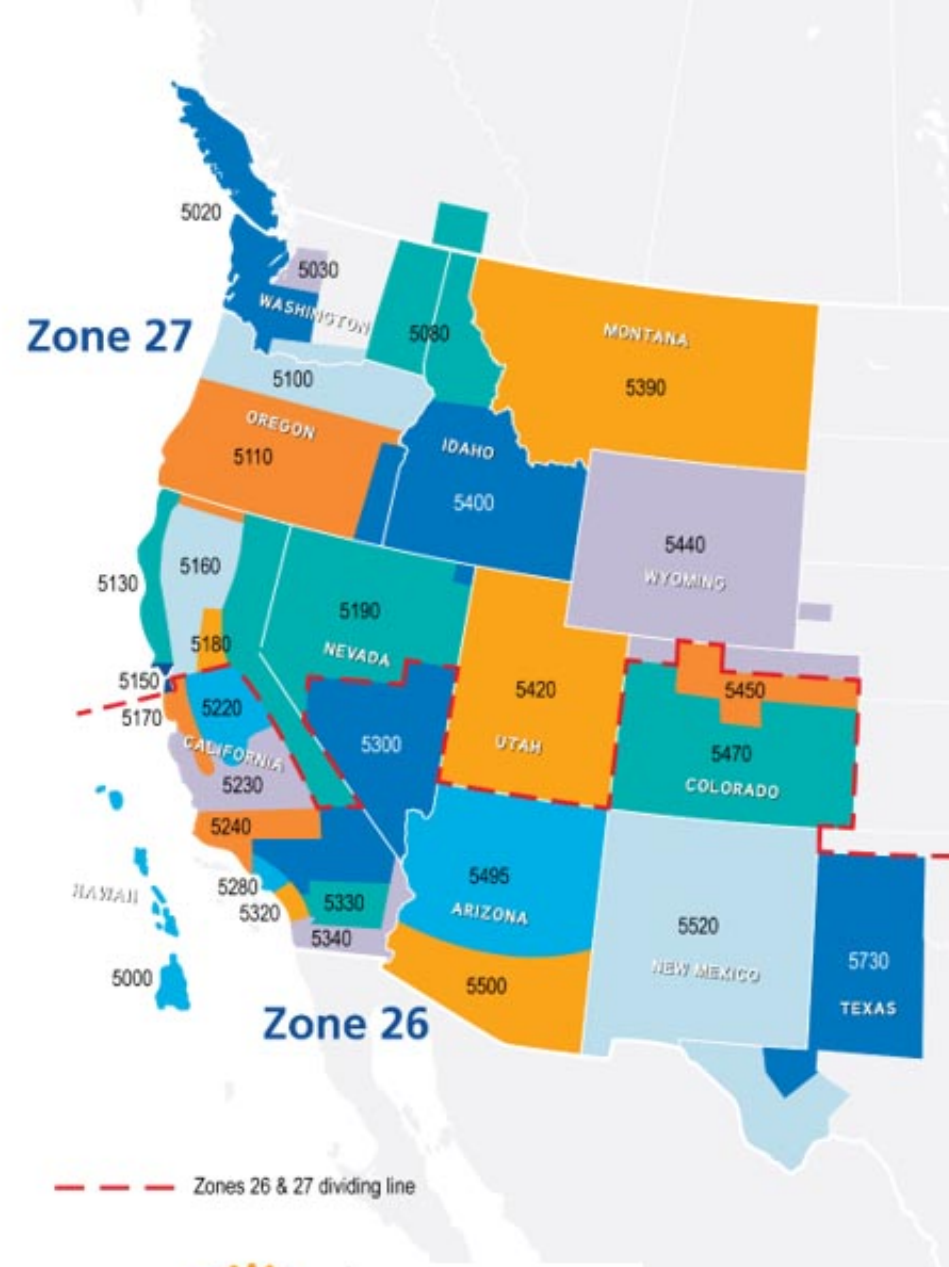 5020
5030
WASHINGTON
Zone 27
5080
MONTANA
5390
5100
OREGON
5110
IDAHO
5400
5440
WYOMING
5130
5160
5190
NEVADA
5180
5150
5170
5220
CALIFORNIA
5230
5240
5300
5420
UTAH
5450
5470
COLORADO
HAWAII
5280
5320
5330
5340
5495
ARIZONA
5500
5520
NEW MEXICO
5730
TEXAS
5000
Zone 26
Zones 26 & 27 dividing line